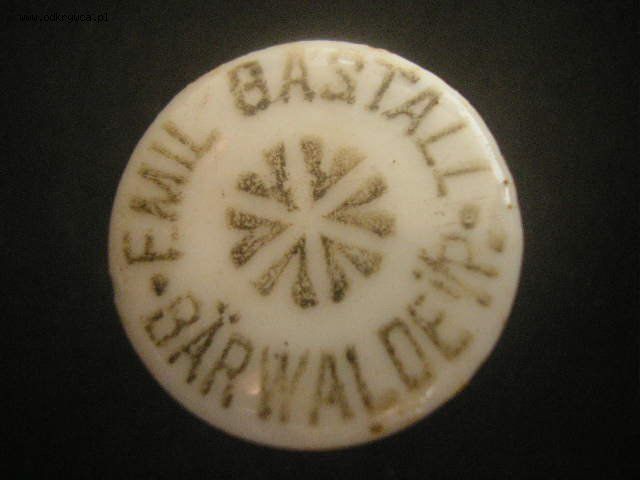 www.odkrywca.pl
EMIL BASTALL
• BÄRWALDE i/P. •